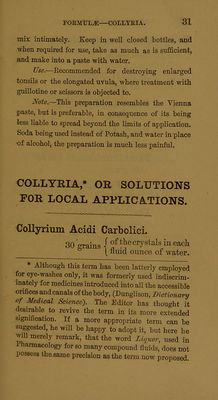 FORMULÆ—COLLYRIA. 31
mix intimately. Keep in well closed bottles, and
when required for use, take as much as is sufficient,
and make into a paste with water.
Use.—Recommended for destroying enlarged
tonsils or the elongated uvula, where treatment with
guillotine or scissors is objected to.
Note.—This preparation resembles the Vienna
paste, but is preferable, in consequence of its being
less liable to spread beyond the limits of application.
Soda being used instead of Potash, and water in place
of alcohol, the preparation is much less painful.
COLLYRIA,* OR SOLUTIONS
FOR LOCAL APPLICATIONS.
Collyrium Acidi Carbolici.
30 grains { of the crystals in each
fluid ounce of water.
* Although this term has been latterly employed
for eye-washes only, it was formerly used indiscrim-
inately for medicines introduced into all the accessible
orifices and canals of the body, (Dunglison, Dictionary
of Medical Science). The Editor has thought it
desirable to revive the term in its more extended
signification. If a more appropriate term can be
suggested, he will be happy to adopt it, but here he
will merely remark, that the word Liquor, used in
Pharmacology for so many compound fluids, does not
possess the same precision as the term now proposed.